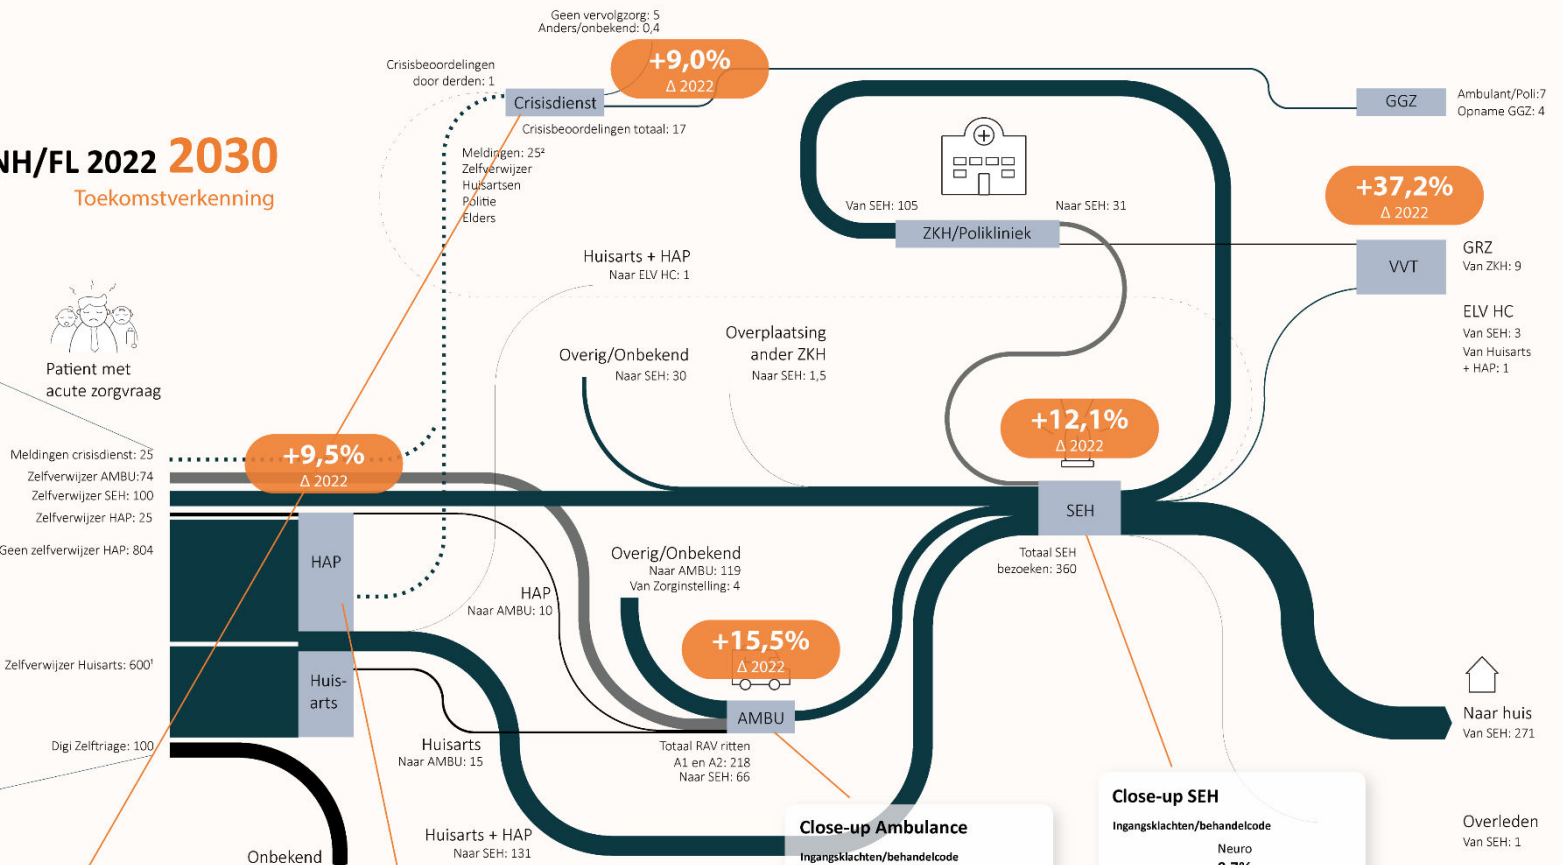 Geen vervolgzorg: 5
Anders/onbekend: 0,4
+9,0%
Δ 2022
Crisisbeoordelingen
door derden: 1
Crisisdienst
Crisisbeoordelingen totaal: 17
GGZ
Ambulant/Poli:7
Opname GGZ: 4
NH/FL 2022 2030
Toekomstverkenning
Meldingen: 25²
Zelfverwijzer
Huisartsen
Politie
Elders
+37,2%
Δ 2022
Van SEH: 105
Naar SEH: 31
ZKH/Polikliniek
VVT
GRZ
Van ZKH: 9
ELV HC
Van SEH: 3
Van Huisarts
+ HAP: 1
Huisarts + HAP
Naar ELV HC: 1
Overplaatsing
ander ZKH
Naar SEH: 1,5
Overig/Onbekend
Naar SEH: 30
Patient met
acute zorgvraag
+12,1%
Δ 2022
+9,5%
Δ 2022
Meldingen crisisdienst: 25
Zelfverwijzer AMBU:74
Zelfverwijzer SEH: 100
Zelfverwijzer HAP: 25
Geen zelfverwijzer HAP: 804
HAP
SEH
Totaal SEH
bezoeken: 360
Overig/Onbekend
Naar AMBU: 119
Van Zorginstelling: 4
HAP
Naar AMBU: 10
+15,5%
Δ 2022
Zelfverwijzer Huisarts: 600¹
Huis-
arts
AMBU
Totaal RAV ritten
A1 en A2: 218
Naar SEH: 66
Naar huis
Van SEH: 271
Digi Zelftriage: 100
Huisarts
Naar AMBU: 15
Huisarts + HAP
Naar SEH: 131
Onbekend
Close-up Ambulance
Ingangsklachten/behandelcode
Close-up SEH
Ingangsklachten/behandelcode
Neuro
Overleden
Van SEH: 1